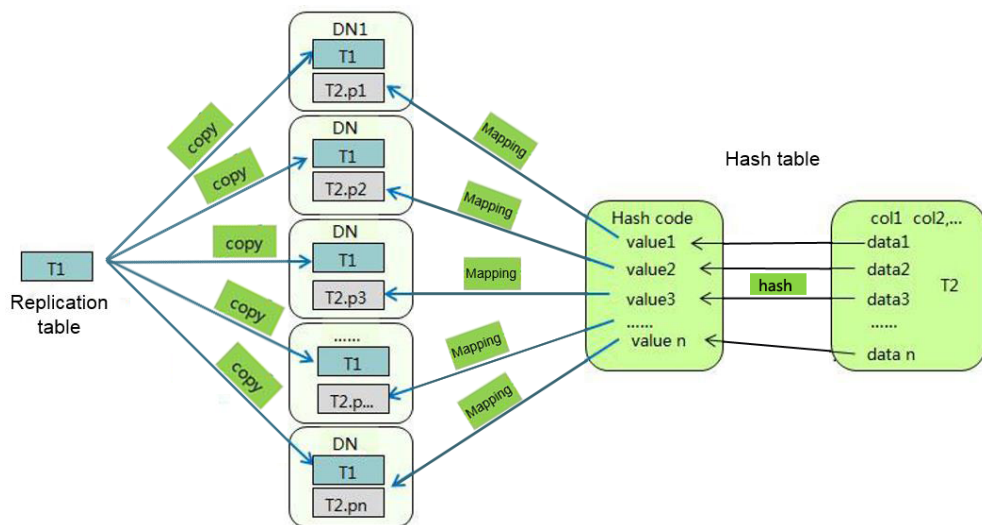 DN1
T1
T2.p1
copy
Mapping
DN
T1
T2.p2
copy
Mapping
Hash table
DN
T1
T2.p3
copy
Mapping
T1
Replication
table
......
T1
T2.p...
copy
Mapping
DN
T1
T2.pn
copy
Mapping
Hash code
value1
value2
value3
......
value n
hash
col1 col2,...
data1
data2
T2
data3
......
data n